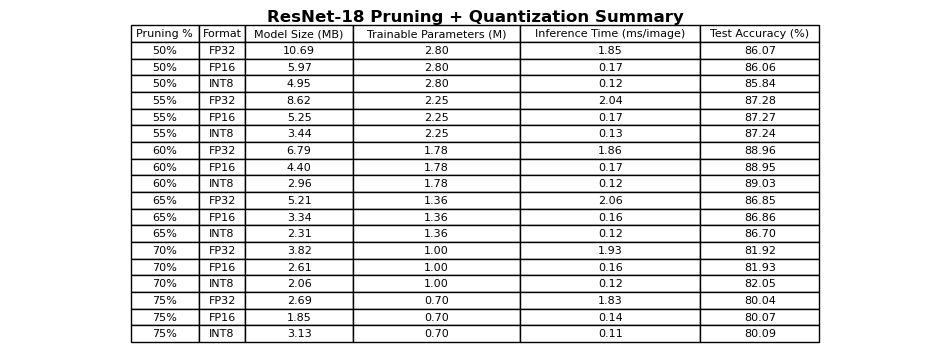 ResNet-18 Pruning + Quantization Summary
Pruning % Format Model Size (MB) Trainable Parameters (M) Inference Time (ms/image) Test Accuracy (%)
50% FP32 10.69 2.80 1.85 86.07
50% FP16 5.97 2.80 0.17 86.06
50% INT8 4.95 2.80 0.12 85.84
55% FP32 8.62 2.25 2.04 87.28
55% FP16 5.25 2.25 0.17 87.27
55% INT8 3.44 2.25 0.13 87.24
60% FP32 6.79 1.78 1.86 88.96
60% FP16 4.40 1.78 0.17 88.95
60% INT8 2.96 1.78 0.12 89.03
65% FP32 5.21 1.36 2.06 86.85
65% FP16 3.34 1.36 0.16 86.86
65% INT8 2.31 1.36 0.12 86.70
70% FP32 3.82 1.00 1.93 81.92
70% FP16 2.61 1.00 0.16 81.93
70% INT8 2.06 1.00 0.12 82.05
75% FP32 2.69 0.70 1.83 80.04
75% FP16 1.85 0.70 0.14 80.07
75% INT8 3.13 0.70 0.11 80.09